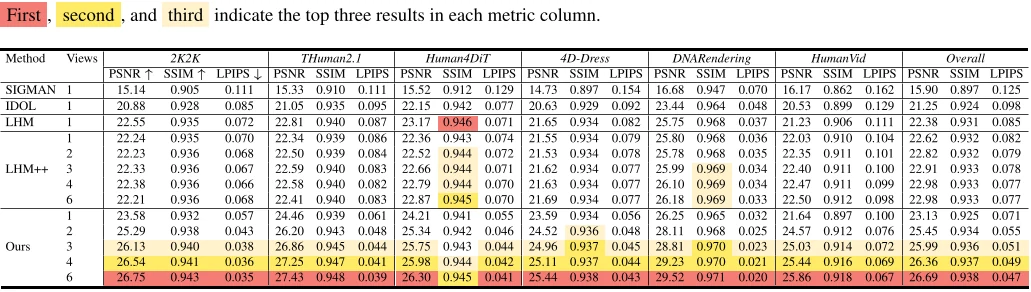 First , second , and third indicate the top three results in each metric column.
Method Views 2K2K THuman2.1 Human4DiT 4D-Dress DNARendering HumanVid Overall
PSNR ↑ SSIM ↑ LPIPS ↓ PSNR SSIM LPIPS PSNR SSIM LPIPS PSNR SSIM LPIPS PSNR SSIM LPIPS PSNR SSIM LPIPS PSNR SSIM LPIPS
SIGMAN 1 15.14 0.905 0.111 15.33 0.910 0.111 15.52 0.912 0.129 14.73 0.897 0.154 16.68 0.947 0.070 16.17 0.862 0.162 15.90 0.897 0.125
IDOL 1 20.88 0.928 0.085 21.05 0.935 0.095 22.15 0.942 0.077 20.63 0.929 0.092 23.44 0.964 0.048 20.53 0.899 0.129 21.25 0.924 0.098
LHM 1 22.55 0.935 0.072 22.81 0.940 0.087 23.17 0.946 0.071 21.65 0.934 0.082 25.75 0.968 0.037 21.23 0.906 0.111 22.38 0.931 0.085
1 22.24 0.935 0.070 22.34 0.939 0.086 22.36 0.943 0.074 21.55 0.934 0.079 25.80 0.968 0.036 22.03 0.910 0.104 22.62 0.932 0.082
2 22.23 0.936 0.068 22.50 0.939 0.084 22.52 0.944 0.072 21.53 0.934 0.078 25.78 0.968 0.035 22.35 0.911 0.101 22.82 0.932 0.079
LHM++ 3 22.33 0.936 0.067 22.59 0.940 0.083 22.66 0.944 0.071 21.62 0.934 0.077 25.99 0.969 0.034 22.40 0.911 0.100 22.91 0.933 0.078
4 22.38 0.936 0.066 22.58 0.940 0.082 22.79 0.944 0.070 21.63 0.934 0.077 26.10 0.969 0.034 22.47 0.911 0.099 22.98 0.933 0.077
6 22.21 0.936 0.068 22.41 0.940 0.082 22.87 0.945 0.070 21.69 0.934 0.077 26.18 0.969 0.033 22.50 0.912 0.098 22.98 0.933 0.077
1 23.58 0.932 0.057 24.46 0.939 0.061 24.21 0.941 0.055 23.59 0.934 0.056 26.25 0.965 0.032 21.64 0.897 0.100 23.13 0.925 0.071
2 25.29 0.938 0.043 26.20 0.943 0.048 25.34 0.942 0.046 24.52 0.936 0.048 28.11 0.968 0.025 24.57 0.912 0.076 25.45 0.934 0.055
Ours 3 26.13 0.940 0.038 26.86 0.945 0.044 25.75 0.943 0.044 24.96 0.937 0.045 28.81 0.970 0.023 25.03 0.914 0.072 25.99 0.936 0.051
4 26.54 0.941 0.036 27.25 0.947 0.041 25.98 0.944 0.042 25.11 0.937 0.044 29.23 0.970 0.021 25.44 0.916 0.069 26.36 0.937 0.049
6 26.75 0.943 0.035 27.43 0.948 0.039 26.30 0.945 0.041 25.44 0.938 0.043 29.52 0.971 0.020 25.86 0.918 0.067 26.69 0.938 0.047